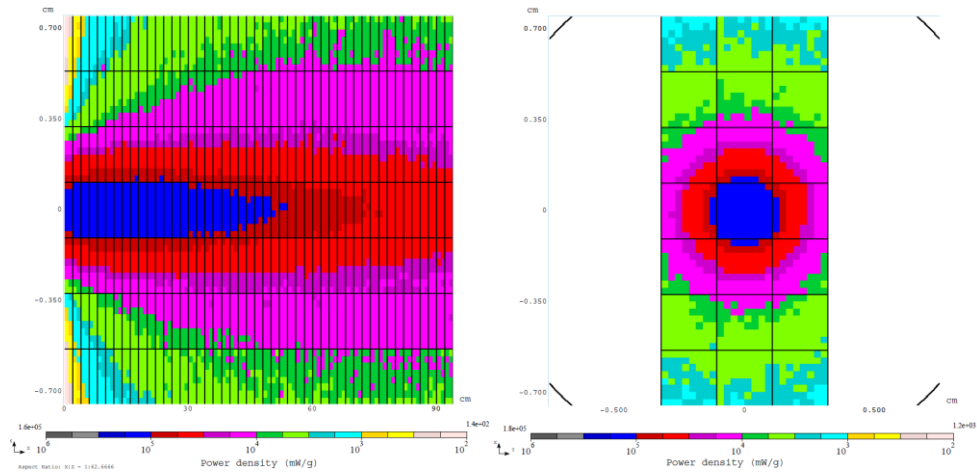 cm
0.700
0.350
0
-0.350
-0.700
cm
0
30
60
90
1.8e+05
1.4e+02
10^6
10^5
10^4
10^3
10^2
Power density (mW/g)
Aspect Ratio: X:Z = 1:42.6666
cm
0.700
0.350
0
-0.350
-0.700
cm
-0.500
0
0.500
1.8e+05
1.2e+03
10^6
10^5
10^4
10^3
10^2
Power density (mW/g)